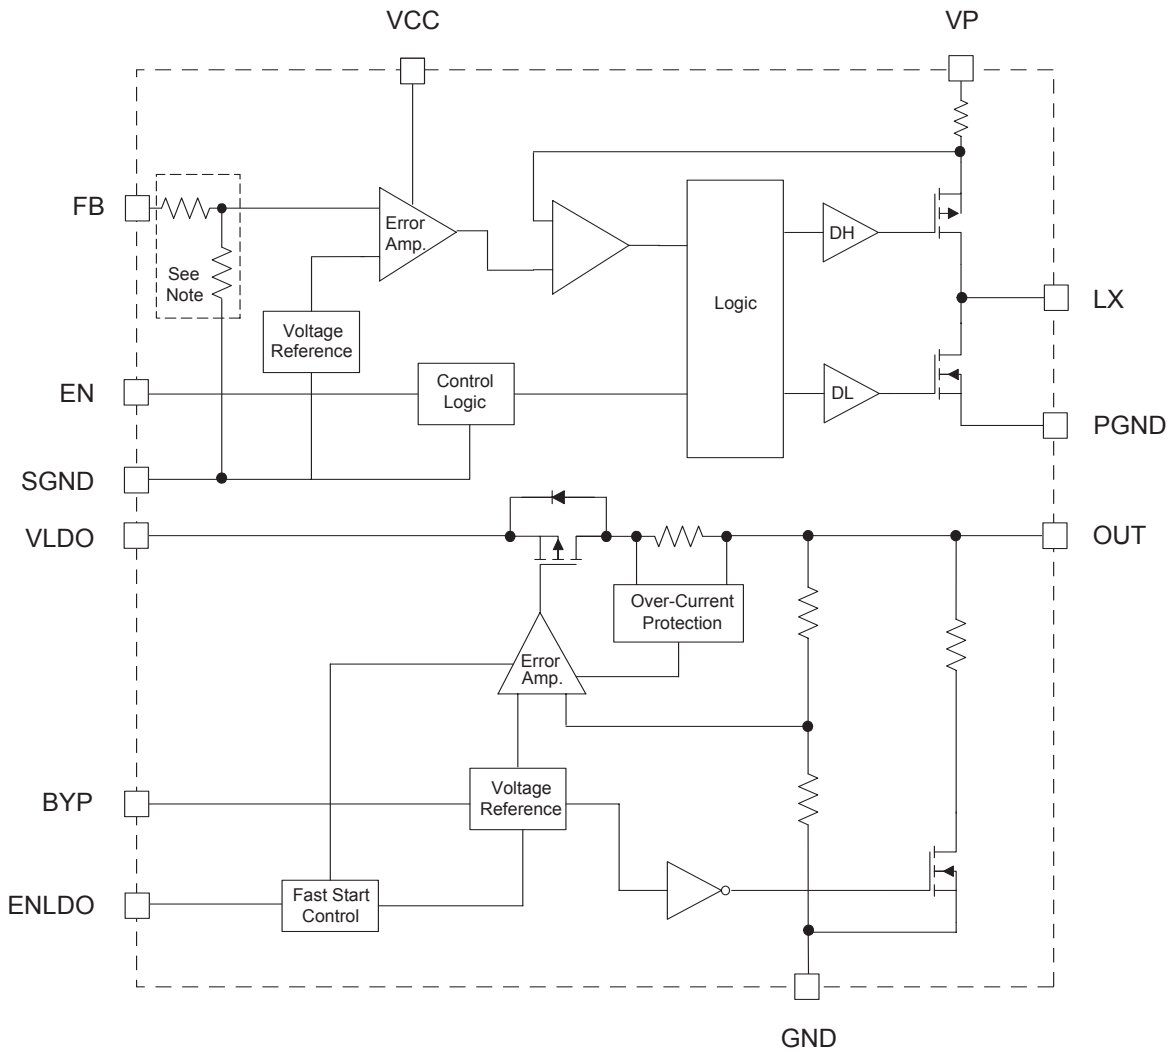 VCC
VP
FB
Error
Amp.
DH
See
Note
Logic
LX
Voltage
Reference
EN
Control
Logic
DL
PGND
SGND
VLDO
OUT
Over-Current
Protection
Error
Amp.
BYP
Voltage
Reference
ENLDO
Fast Start
Control
GND